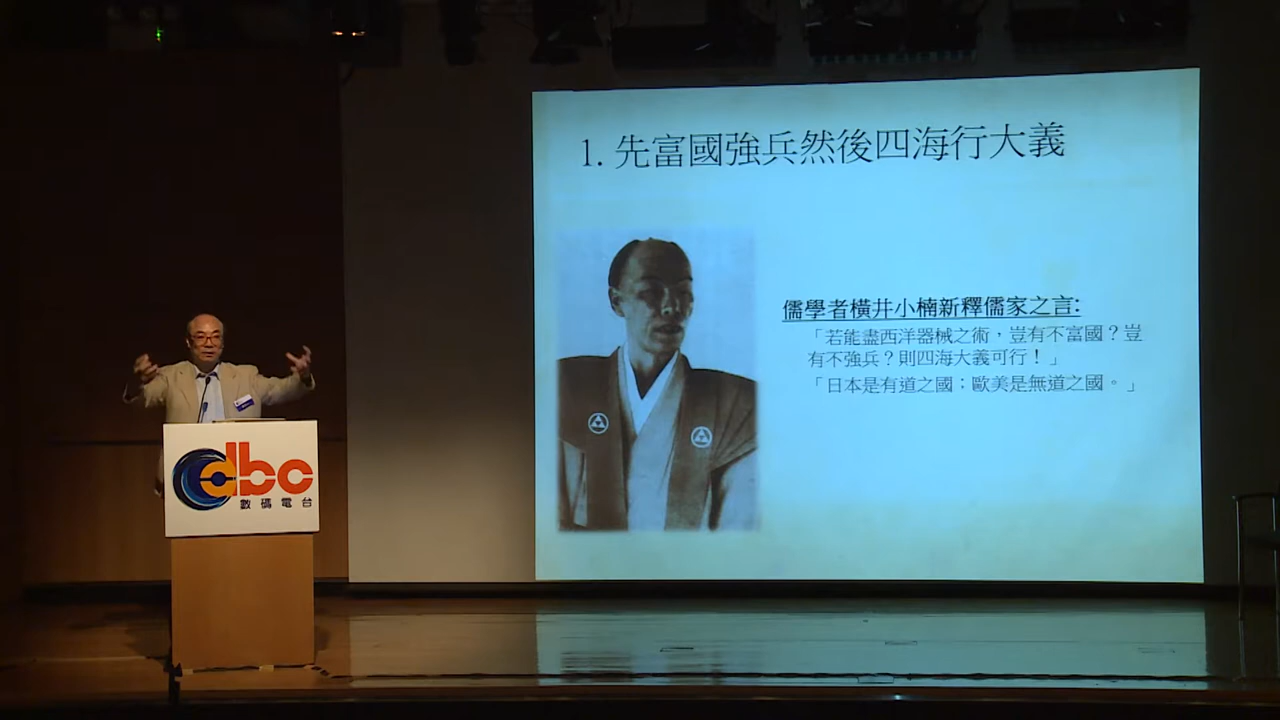 1. 先富國強兵然後四海行大義
儒學者橫井小楠新釋儒家之言:
「若能盡西洋器械之術，豈有不富國？豈
有不強兵？則四海大義可行！」
「日本是有道之國；歐美是無道之國。」
dbc
數碼電台